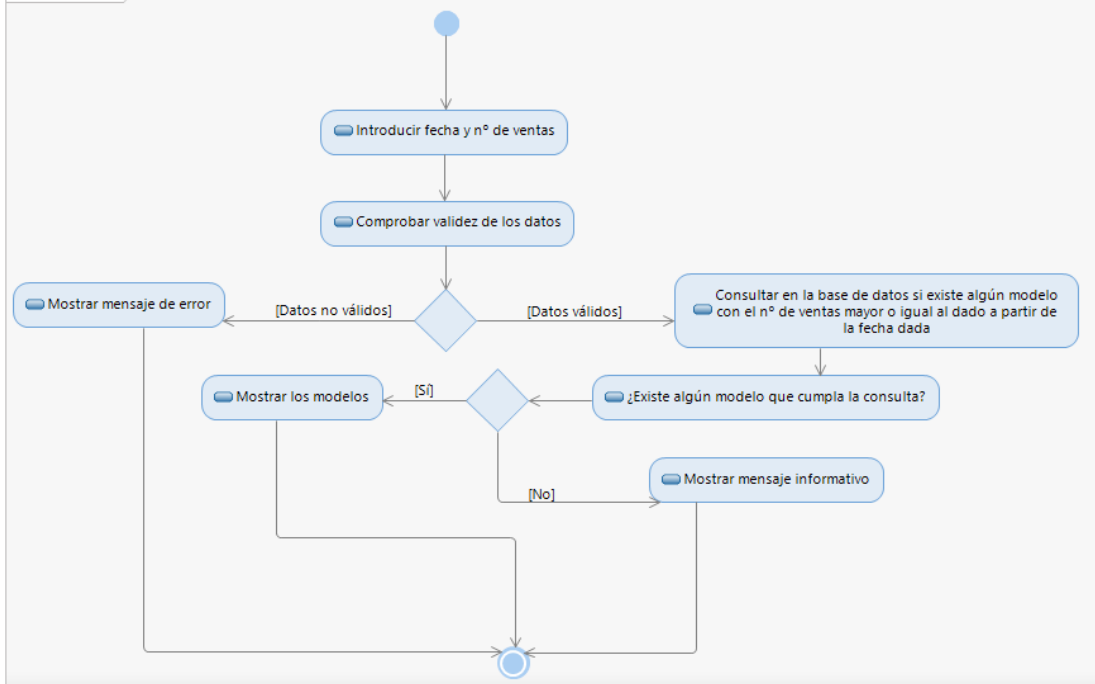 Introducir fecha y nº de ventas
Comprobar validez de los datos
Mostrar mensaje de error
[Datos no válidos]
[Datos válidos]
Consultar en la base de datos si existe algún modelo
con el nº de ventas mayor o igual al dado a partir de
la fecha dada
Mostrar los modelos
[Sí]
¿Existe algún modelo que cumpla la consulta?
[No]
Mostrar mensaje informativo